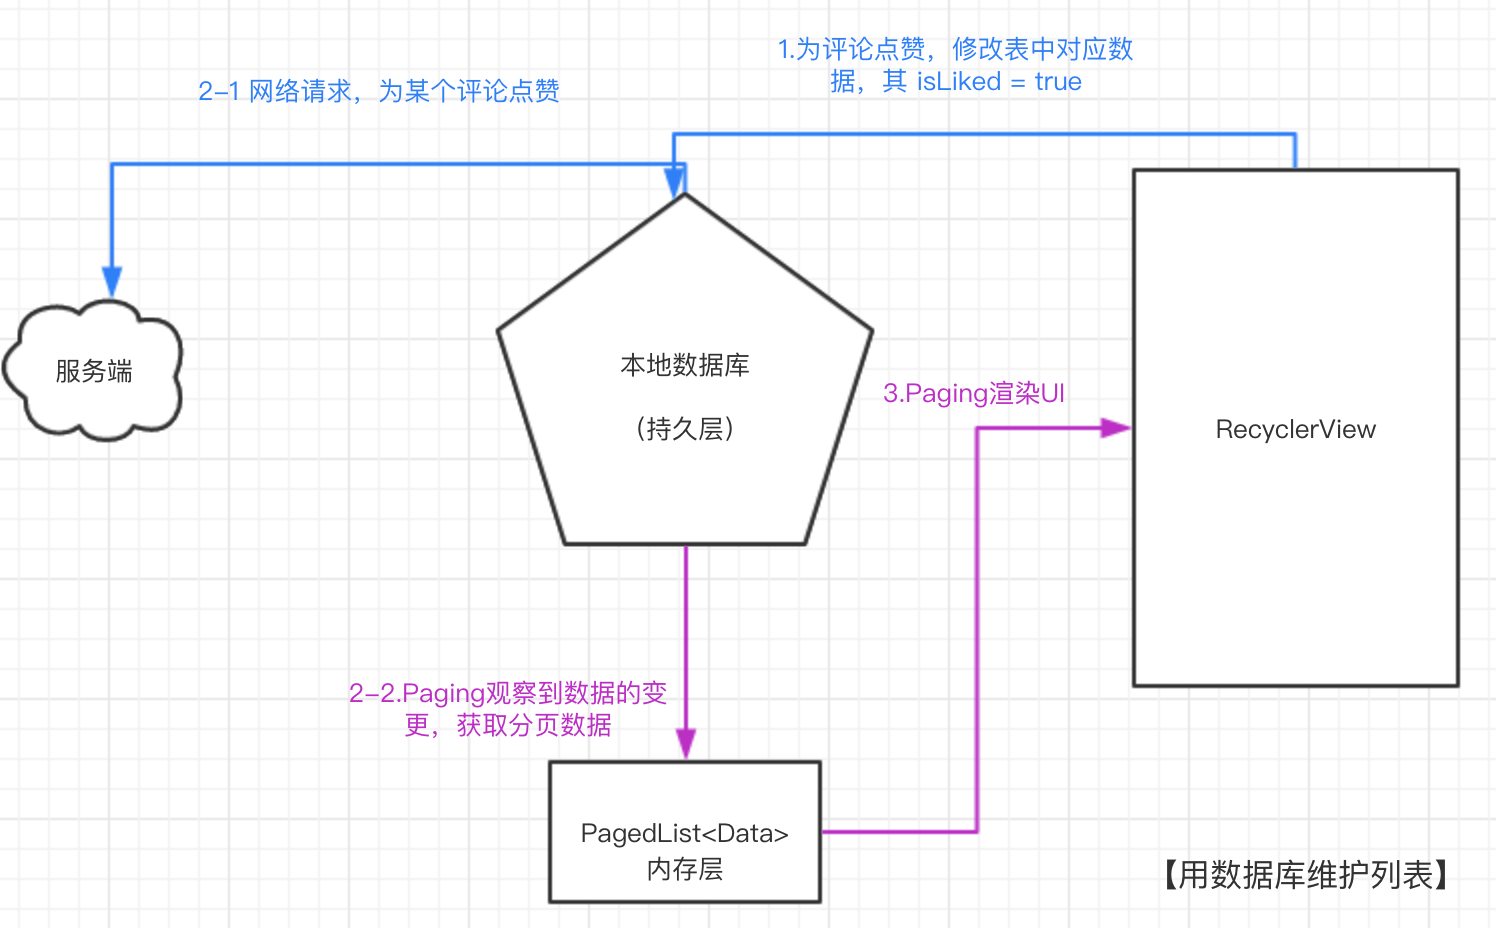 1.为评论点赞，修改表中对应数
据，其 isLiked = true
2-1 网络请求，为某个评论点赞
服务端
本地数据库
（持久层）
3.Paging渲染UI
RecyclerView
2-2.Paging观察到数据的变
更，获取分页数据
PagedList<Data>
内存层
【用数据库维护列表】